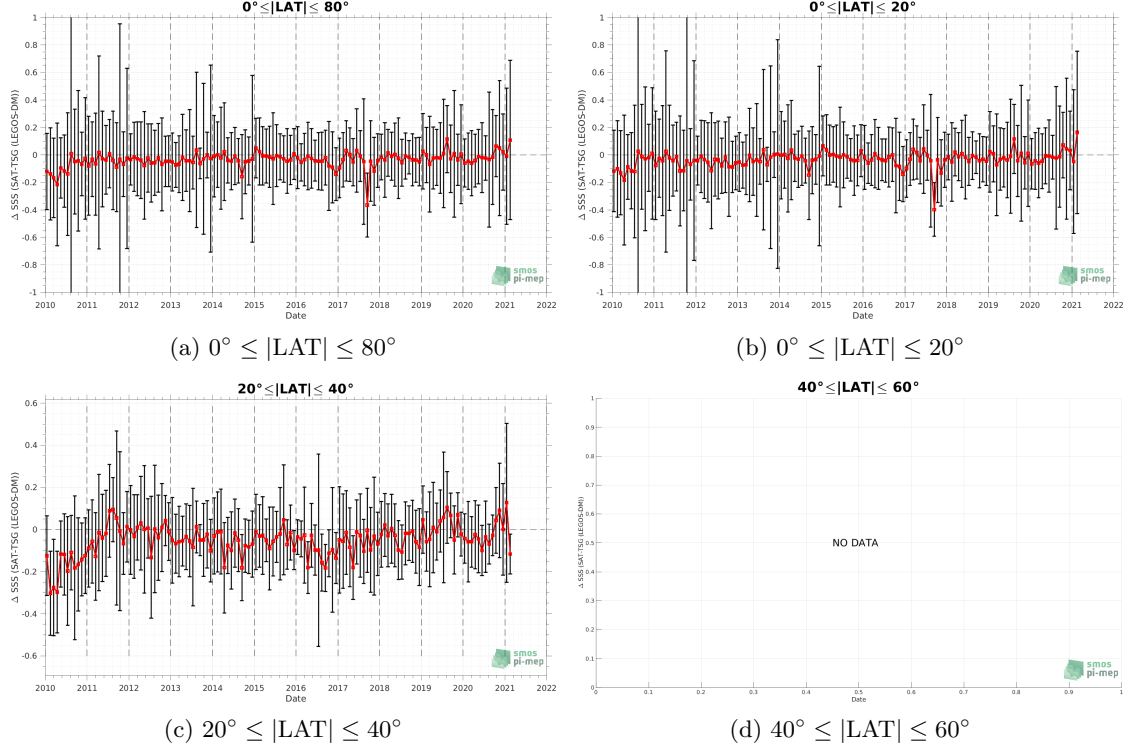 0°≤|LAT|≤ 80°
Δ SSS (SAT-TSG (LEGOS-DM))
1
0.8
0.6
0.4
0.2
0
-0.2
-0.4
-0.6
-0.8
-1
2010 2011 2012 2013 2014 2015 2016 2017 2018 2019 2020 2021 2022
Date
smos
pi-mep
(a) 0° ≤ |LAT| ≤ 80°
0°≤|LAT|≤ 20°
Δ SSS (SAT-TSG (LEGOS-DM))
1
0.8
0.6
0.4
0.2
0
-0.2
-0.4
-0.6
-0.8
-1
2010 2011 2012 2013 2014 2015 2016 2017 2018 2019 2020 2021 2022
Date
smos
pi-mep
(b) 0° ≤ |LAT| ≤ 20°
20°≤|LAT|≤ 40°
Δ SSS (SAT-TSG (LEGOS-DM))
0.6
0.4
0.2
0
-0.2
-0.4
-0.6
2010 2011 2012 2013 2014 2015 2016 2017 2018 2019 2020 2021 2022
Date
smos
pi-mep
(c) 20° ≤ |LAT| ≤ 40°
40°≤|LAT|≤ 60°
Δ SSS (SAT-TSG (LEGOS-DM))
1
0.9
0.8
0.7
0.6
0.5
0.4
0.3
0.2
0.1
0
NO DATA
0 0.1 0.2 0.3 0.4 0.5 0.6 0.7 0.8 0.9 1
Date
smos
pi-mep
(d) 40° ≤ |LAT| ≤ 60°